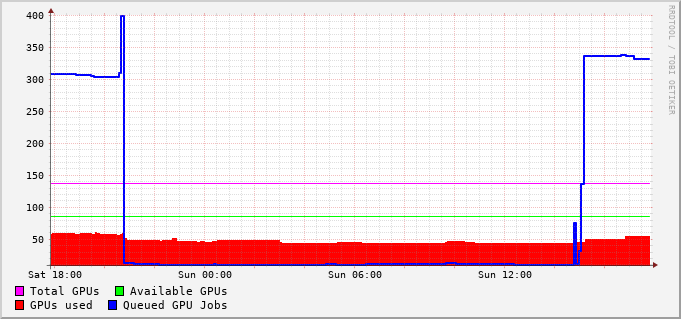 400
350
300
250
200
150
100
50
Sat 18:00 Sun 00:00 Sun 06:00 Sun 12:00
Total GPUs Available GPUs
GPUs used Queued GPU Jobs
RRDTOOL / TOBI OETIKER